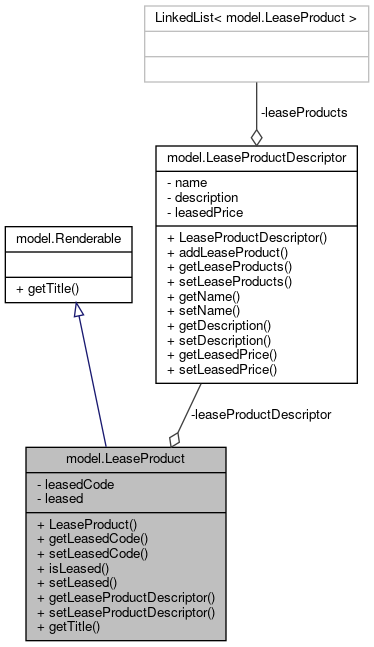 LinkedList< model.LeaseProduct >
-leaseProducts
model.LeaseProductDescriptor
- name
- description
- leasedPrice
+ LeaseProductDescriptor()
+ addLeaseProduct()
+ getLeaseProducts()
+ setLeaseProducts()
+ getName()
+ setName()
+ getDescription()
+ setDescription()
+ getLeasedPrice()
+ setLeasedPrice()
model.Renderable
+ getTitle()
-leaseProductDescriptor
model.LeaseProduct
- leasedCode
- leased
+ LeaseProduct()
+ getLeasedCode()
+ setLeasedCode()
+ isLeased()
+ setLeased()
+ getLeaseProductDescriptor()
+ setLeaseProductDescriptor()
+ getTitle()